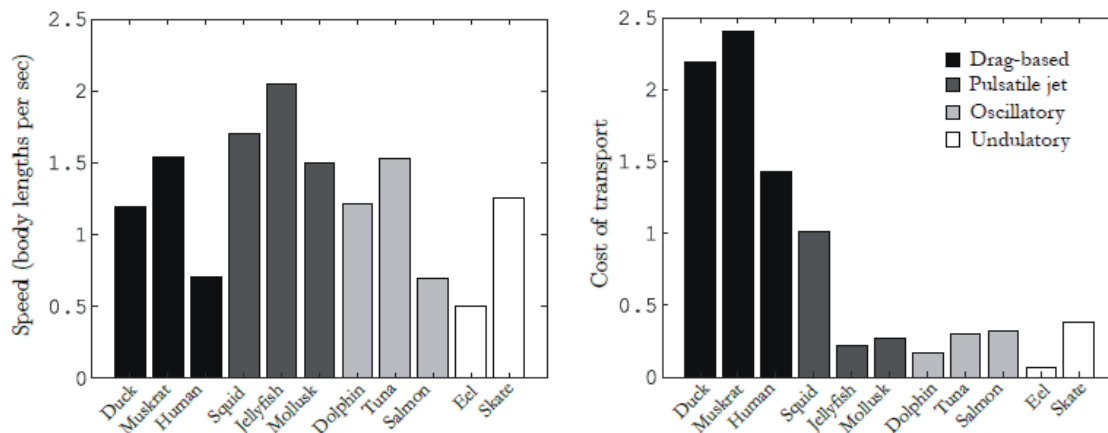 Speed (body lengths per sec)
2.5
2
1.5
1
0.5
0
Duck
Muskrat
Human
Squid
Jellyfish
Mollusk
Dolphin
Tuna
Salmon
Eel
Skate
Cost of transport
2.5
2
1.5
1
0.5
0
Drag-based
Pulsatile jet
Oscillatory
Undulatory
Duck
Muskrat
Human
Squid
Jellyfish
Mollusk
Dolphin
Tuna
Salmon
Eel
Skate